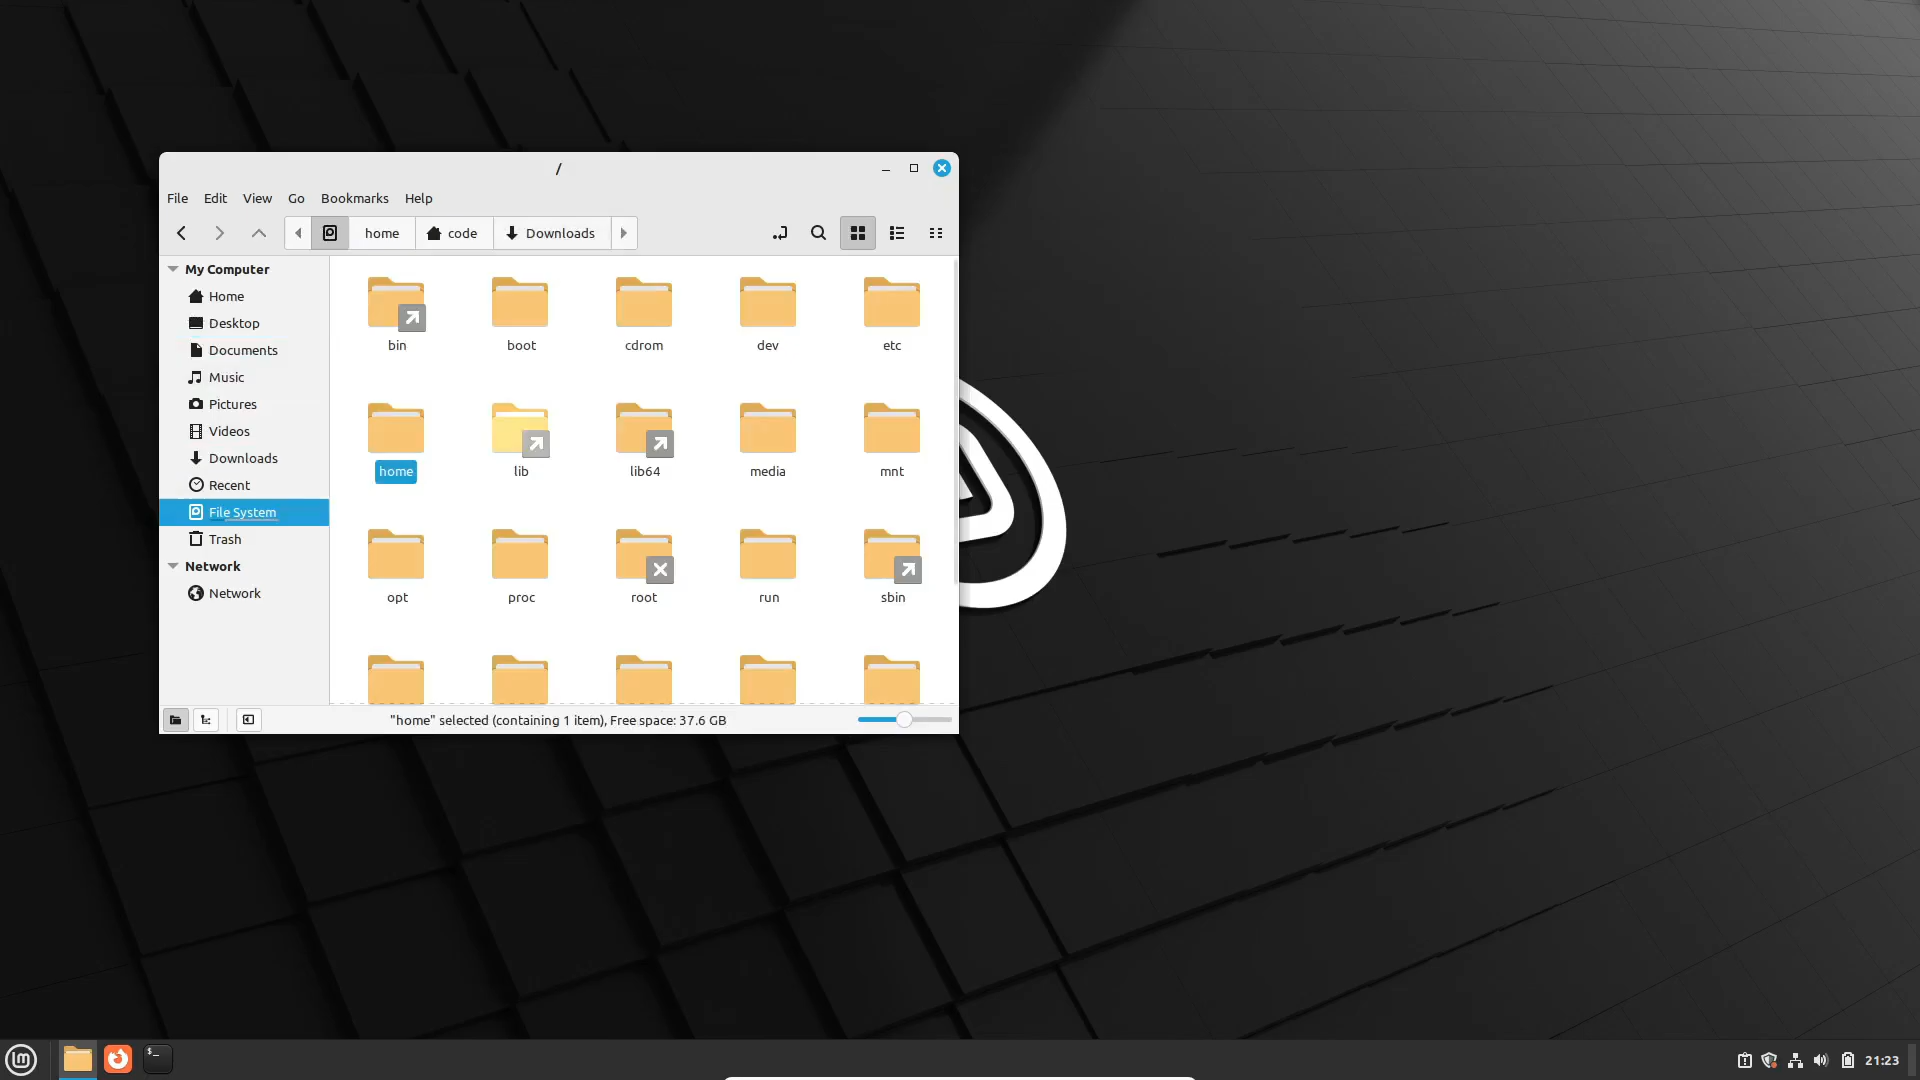 /
File Edit View Go Bookmarks Help
home code Downloads
My Computer
Home
Desktop
Documents
Music
Pictures
Videos
Downloads
Recent
File System
Trash
Network
Network
bin boot cdrom dev etc
home lib lib64 media mnt
opt proc root run sbin
"home" selected (containing 1 item), Free space: 37.6 GB
$_
21:23